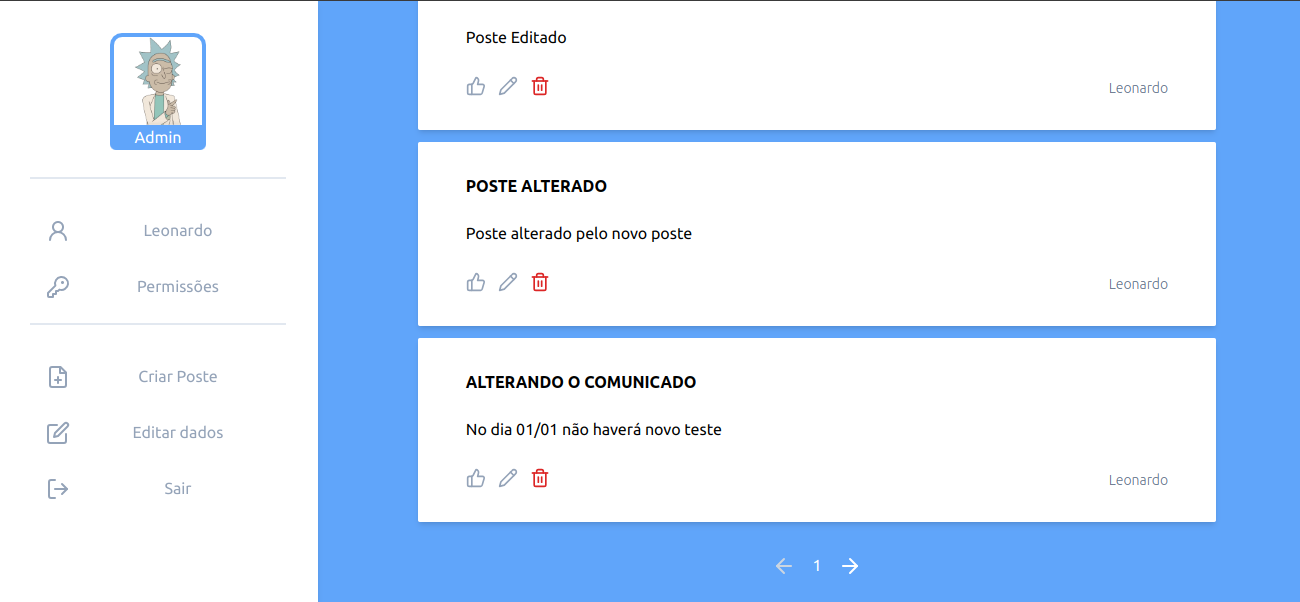 Admin
Leonardo
Permissões
Criar Poste
Editar dados
Sair
Poste Editado
Leonardo
POSTE ALTERADO
Poste alterado pelo novo poste
Leonardo
ALTERANDO O COMUNICADO
No dia 01/01 não haverá novo teste
Leonardo
1